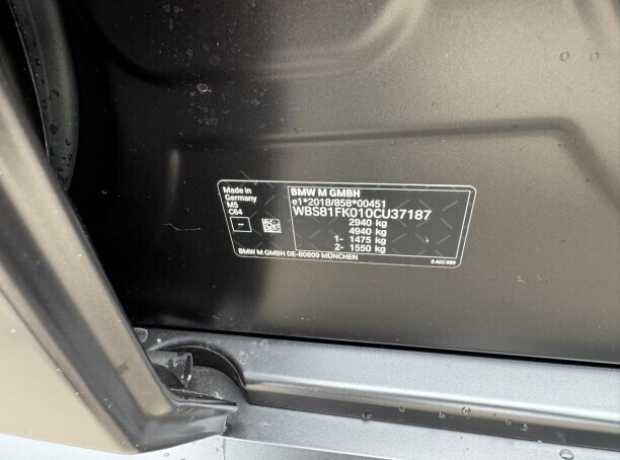 Made in
Germany
M5
C64
--
BMW M GMBH
e1*2018/858*00451
WBS81FK010CU37187
2940 kg
4940 kg
1- 1475 kg
2- 1550 kg
BMW M GMBH DE-80809 MÜNCHEN